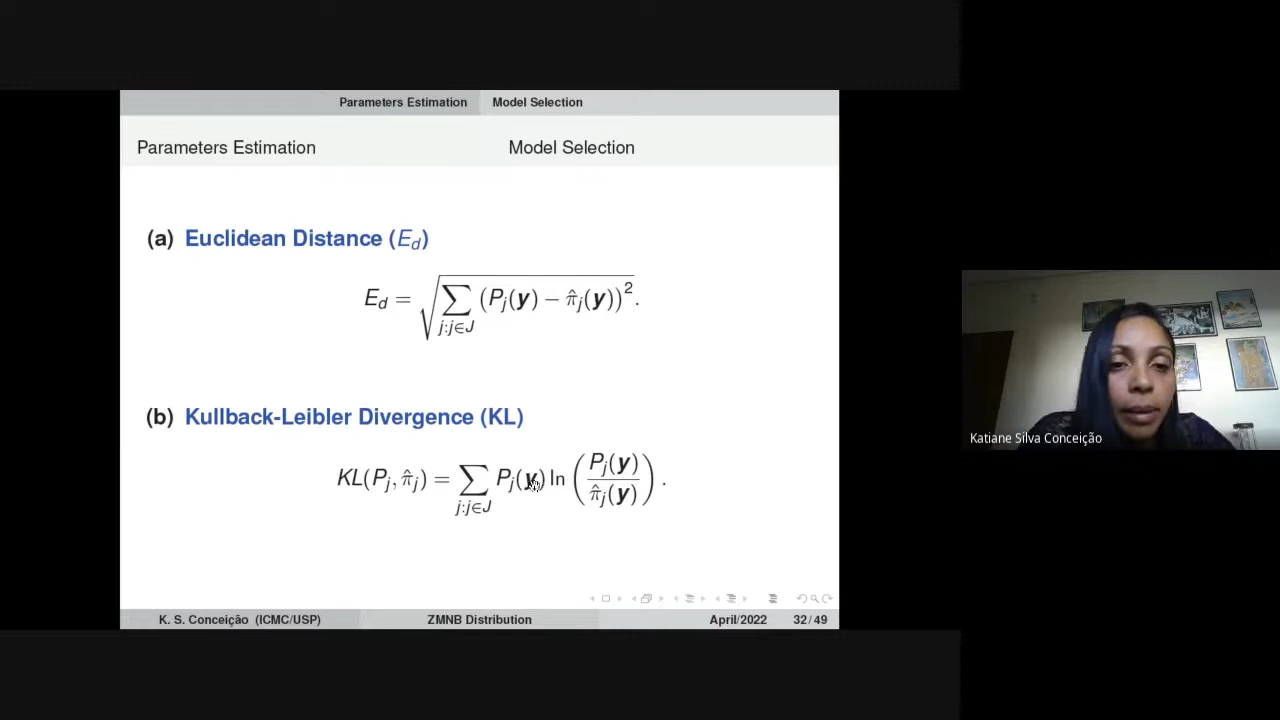 Parameters Estimation Model Selection
Parameters Estimation Model Selection
(a) Euclidean Distance (E_d)
E_d = √∑_{j:j∈J} (P_j(y) − π̂_j(y))².
(b) Kullback-Leibler Divergence (KL)
KL(P_j, π̂_j) = ∑_{j:j∈J} P_j(y) ln (P_j(y) / π̂_j(y)).
K. S. Conceição (ICMC/USP) ZMNB Distribution April/2022 32/49
Katiane Silva Conceição